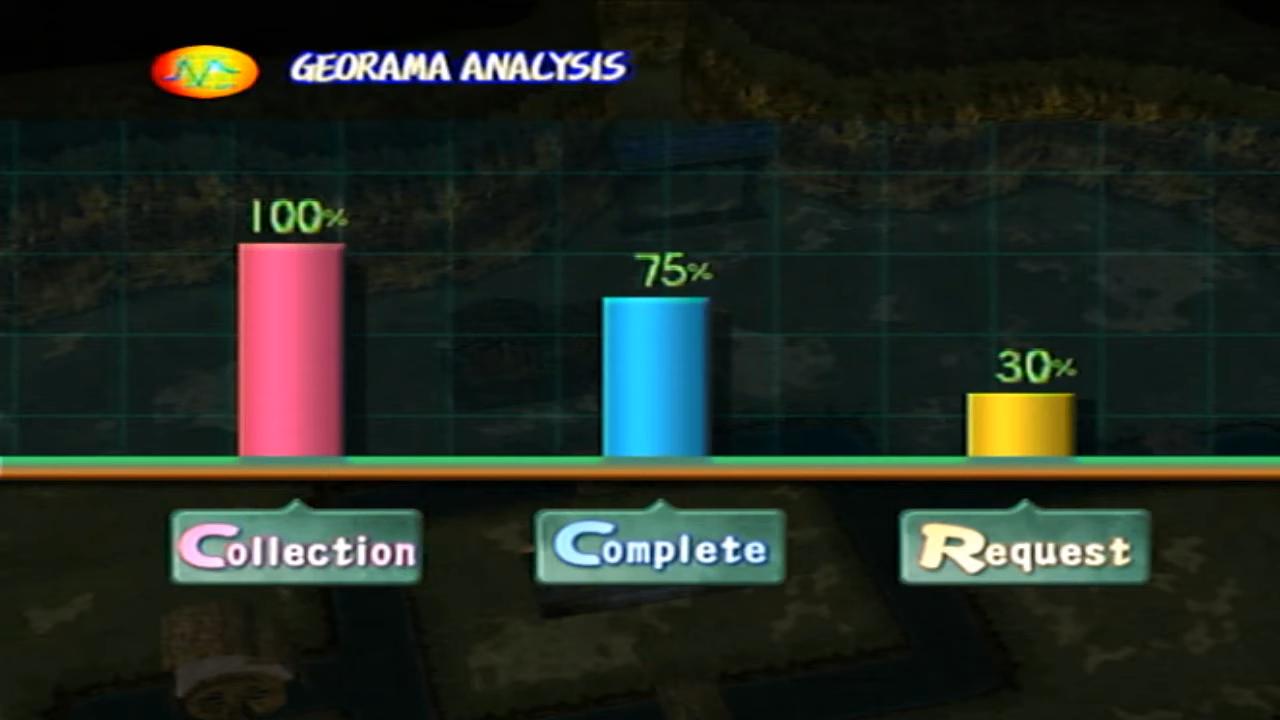 GEORAMA ANALYSIS
100%
75%
30%
Collection
Complete
Request